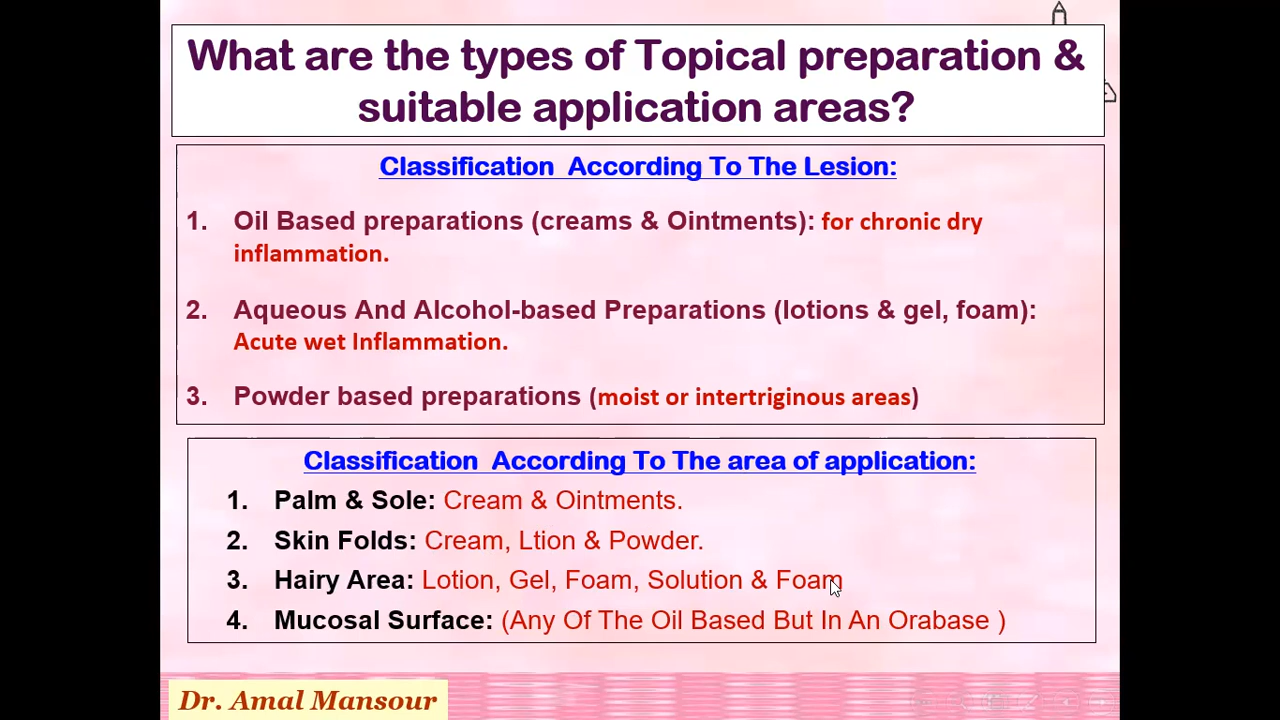 What are the types of Topical preparation &
suitable application areas?
Classification According To The Lesion:
1. Oil Based preparations (creams & Ointments): for chronic dry
inflammation.
2. Aqueous And Alcohol-based Preparations (lotions & gel, foam):
Acute wet Inflammation.
3. Powder based preparations (moist or intertriginous areas)
Classification According To The area of application:
1. Palm & Sole: Cream & Ointments.
2. Skin Folds: Cream, Ltion & Powder.
3. Hairy Area: Lotion, Gel, Foam, Solution & Foam
4. Mucosal Surface: (Any Of The Oil Based But In An Orabase )
Dr. Amal Mansour